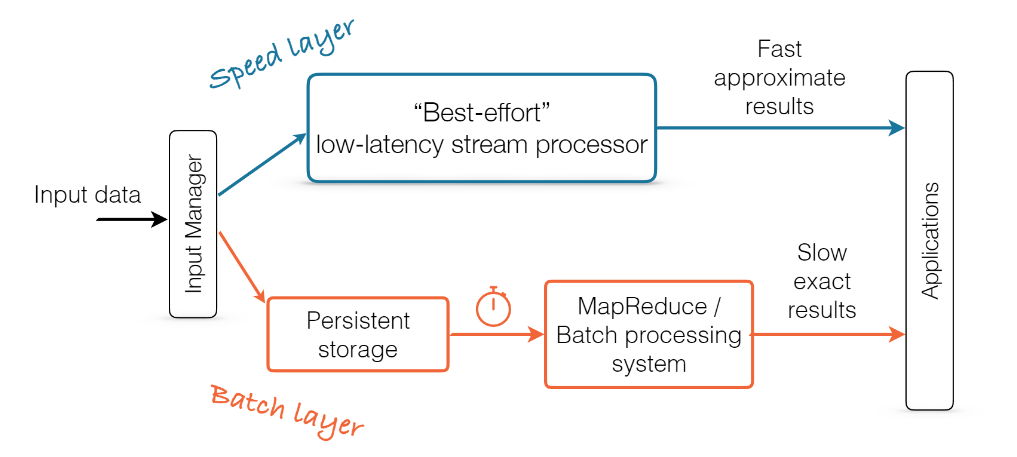 Speed layer
Fast
approximate
results
“Best-effort”
low-latency stream processor
Input data
Input Manager
Applications
Slow
exact
results
Persistent
storage
MapReduce /
Batch processing
system
Batch layer